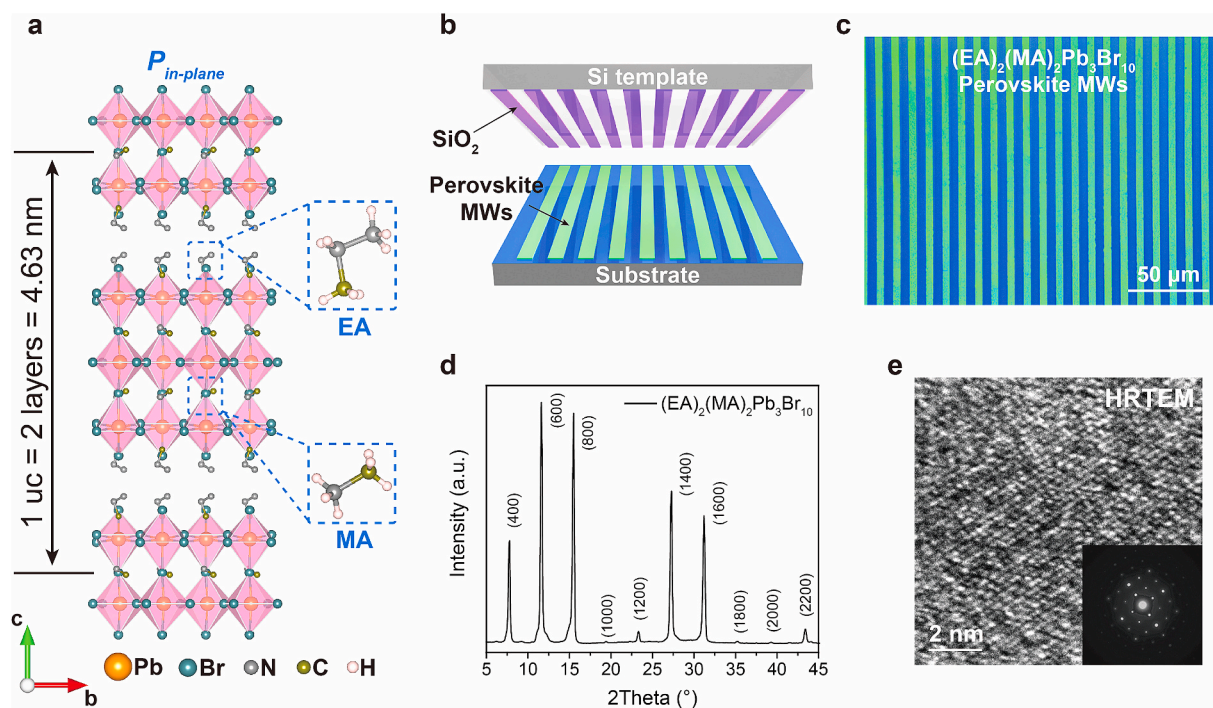 a
P in-plane
1 uc = 2 layers = 4.63 nm
EA
MA
c
b
Pb
Br
N
C
H
b
Si template
SiO2
Perovskite
MWs
Substrate
c
(EA)2(MA)2Pb3Br10
Perovskite MWs
50 μm
d
(EA)2(MA)2Pb3Br10
Intensity (a.u.)
(400)
(600)
(800)
(1000)
(1200)
(1400)
(1600)
(1800)
(2000)
(2200)
5 10 15 20 25 30 35 40 45
2Theta (°)
e
HRTEM
2 nm